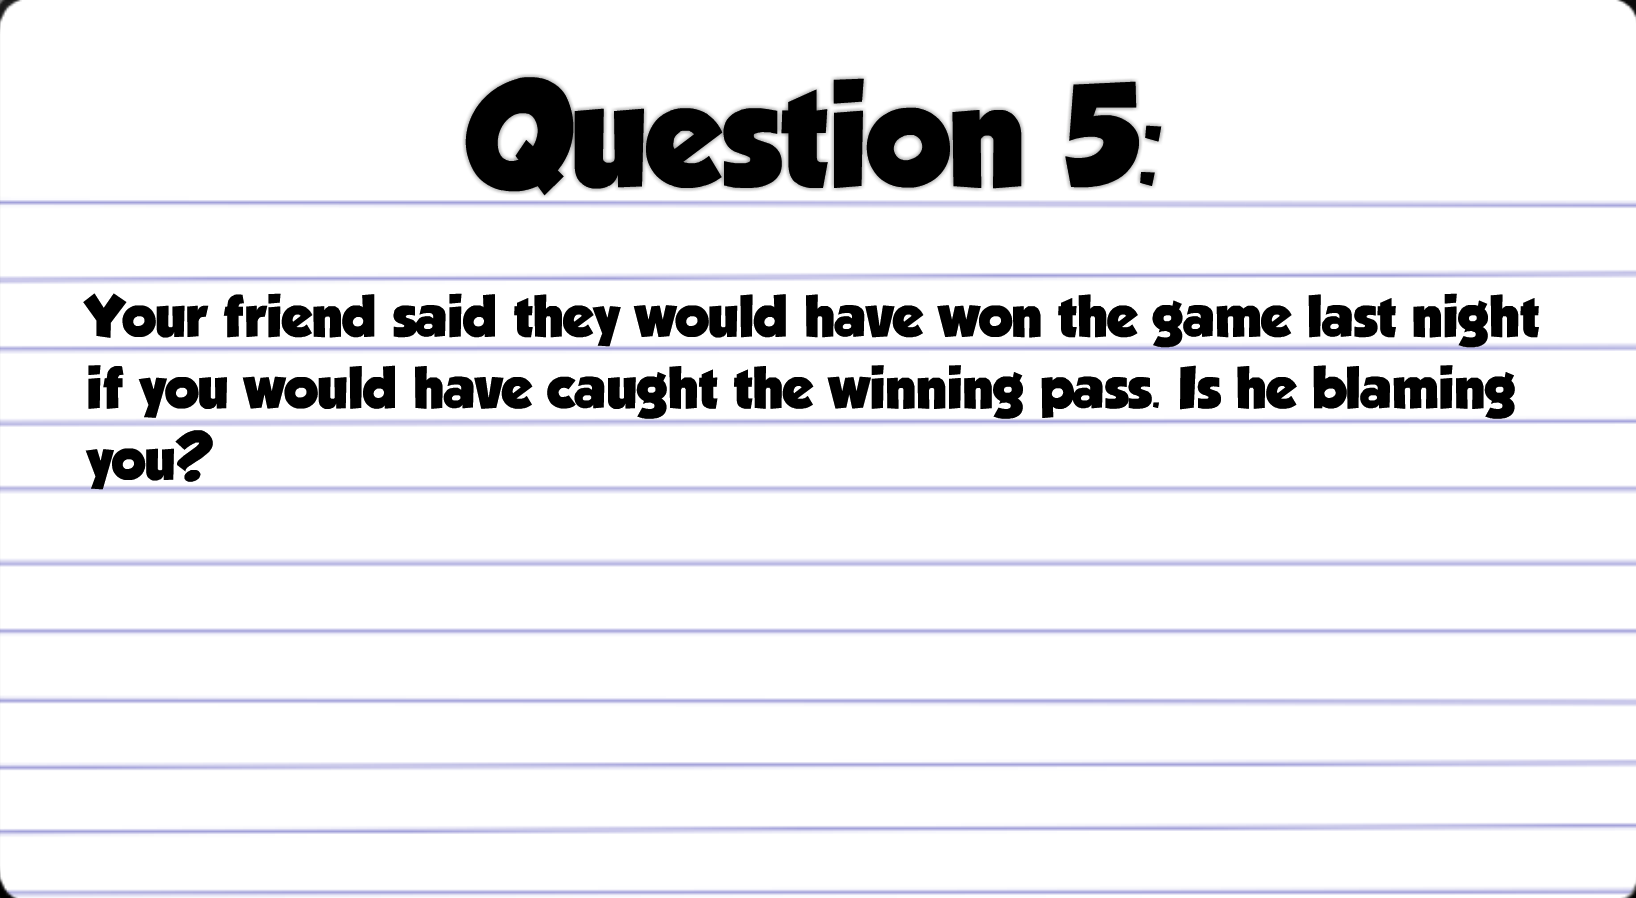 Question 5:
Your friend said they would have won the game last night
if you would have caught the winning pass. Is he blaming
you?